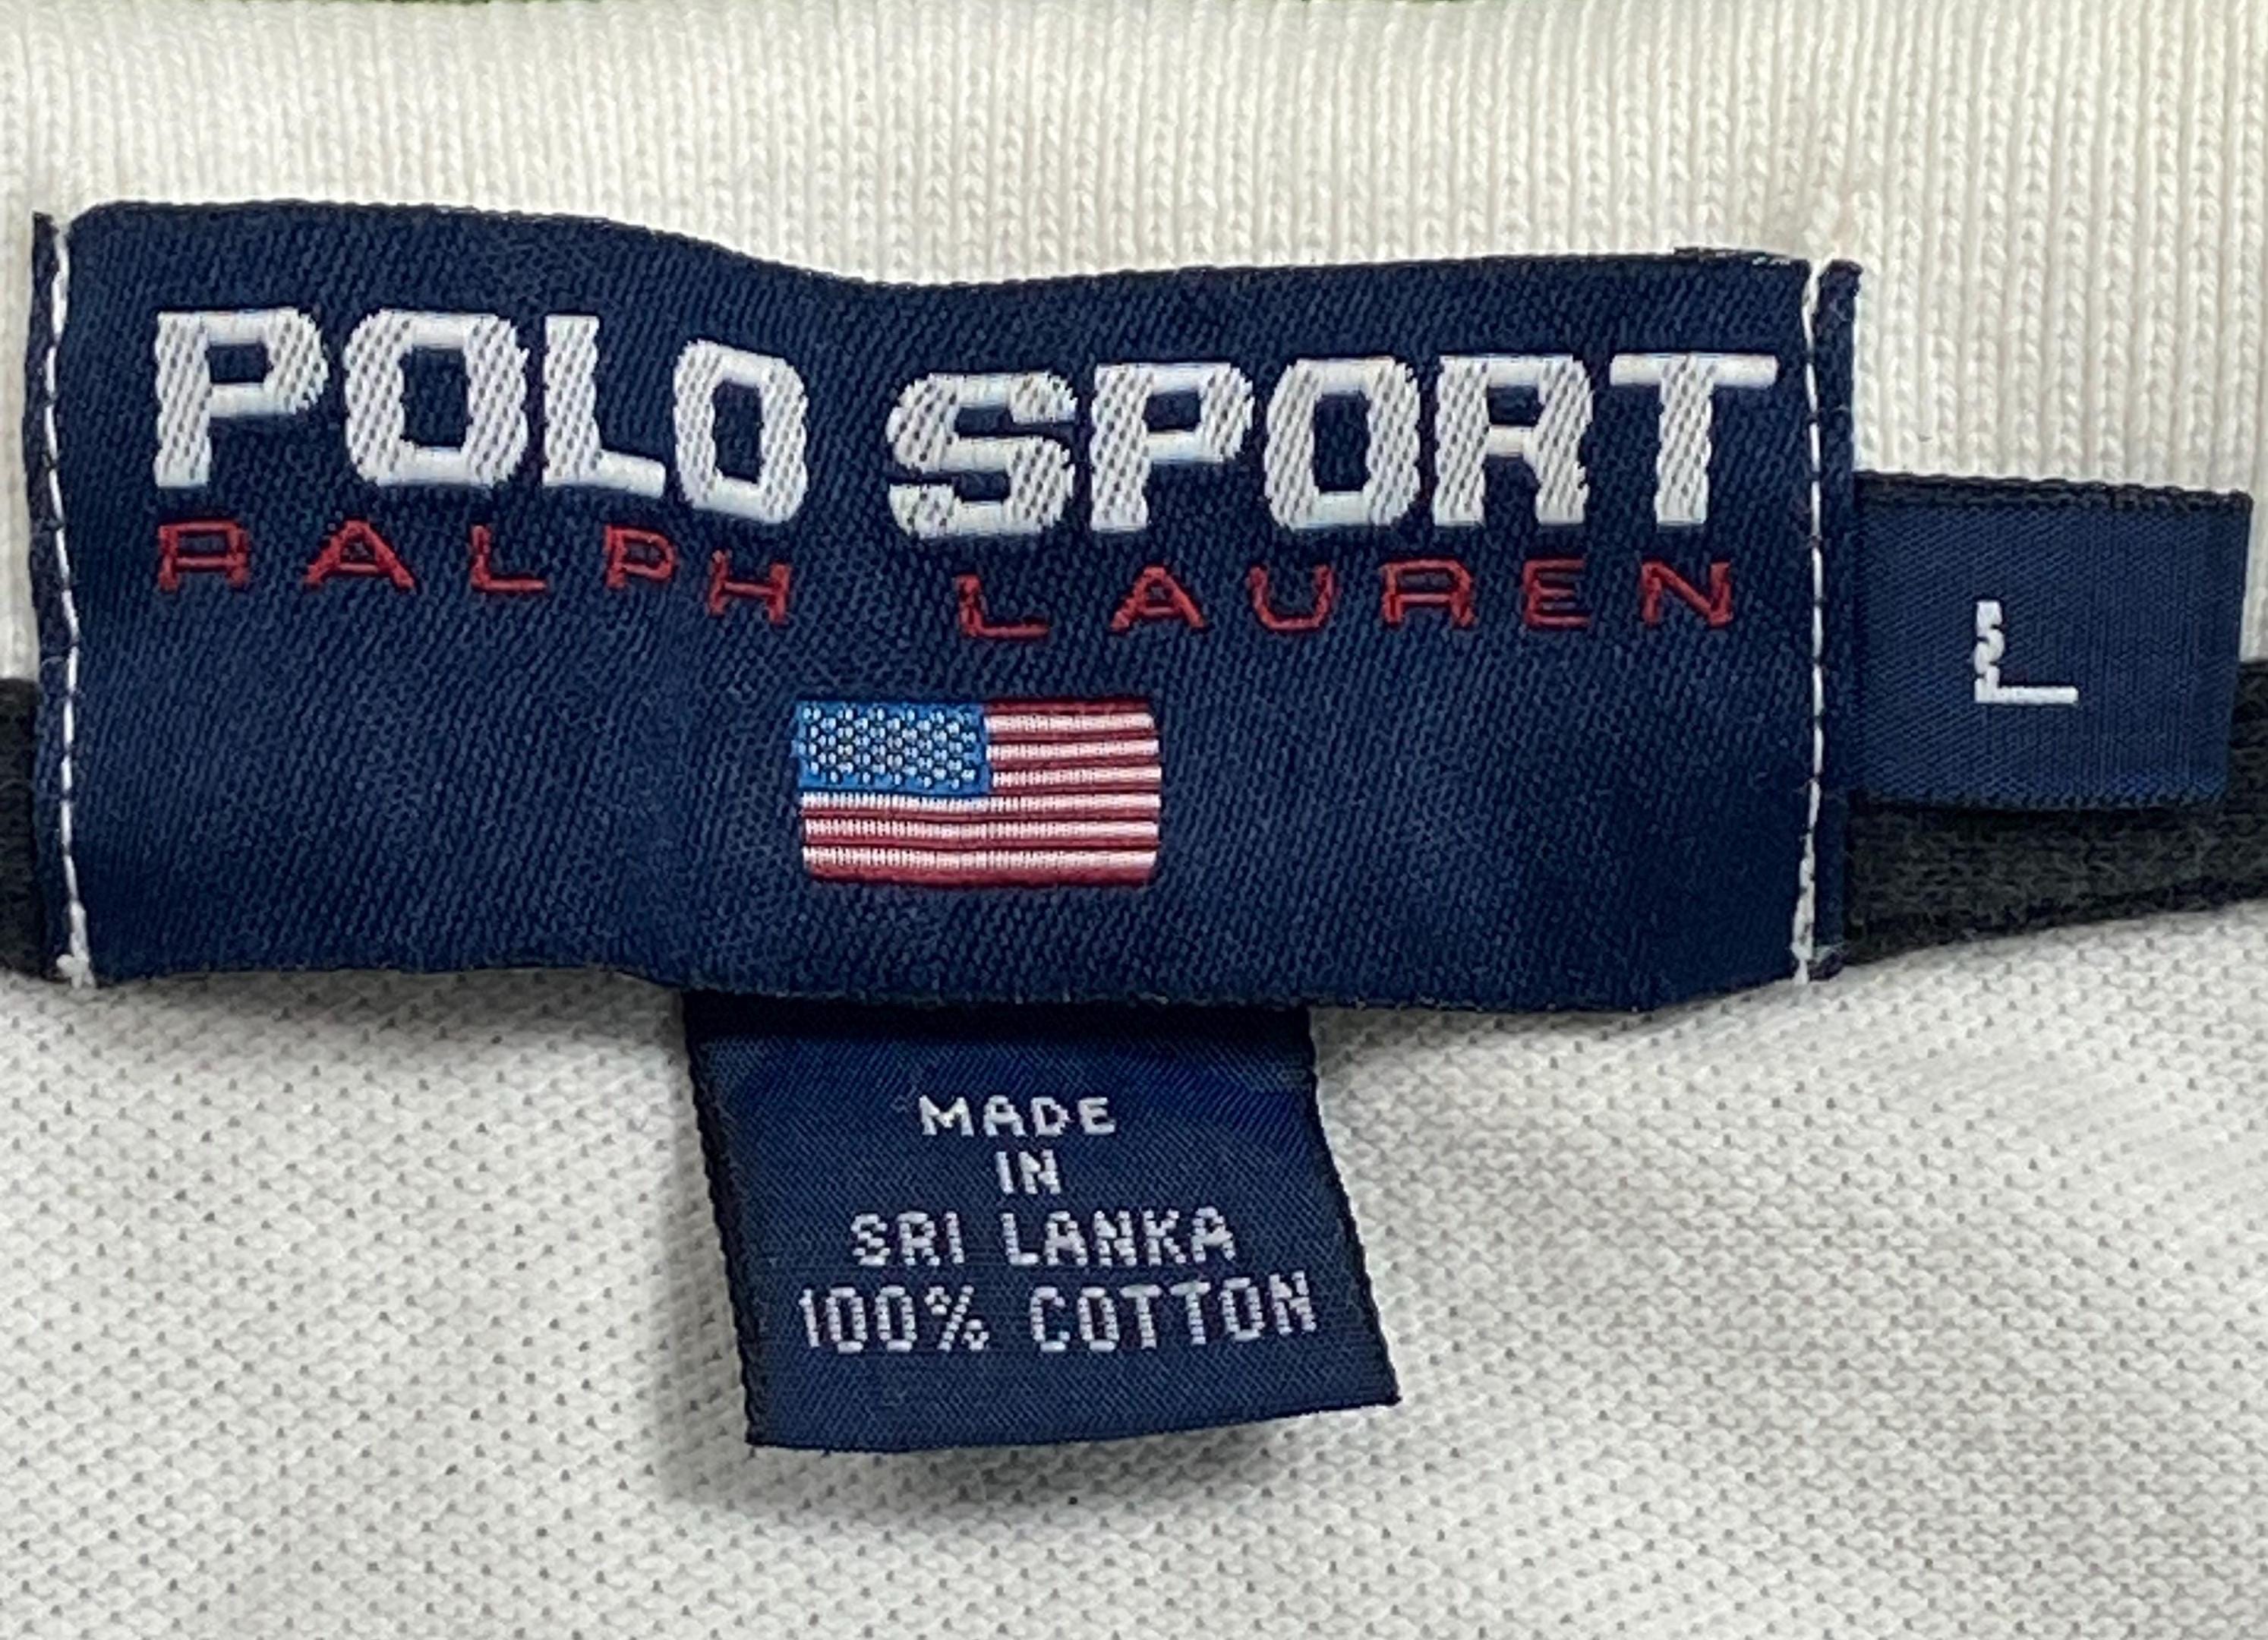 POLO SPORT
RALPH LAUREN
L
MADE
IN
SRI LANKA
100% COTTON